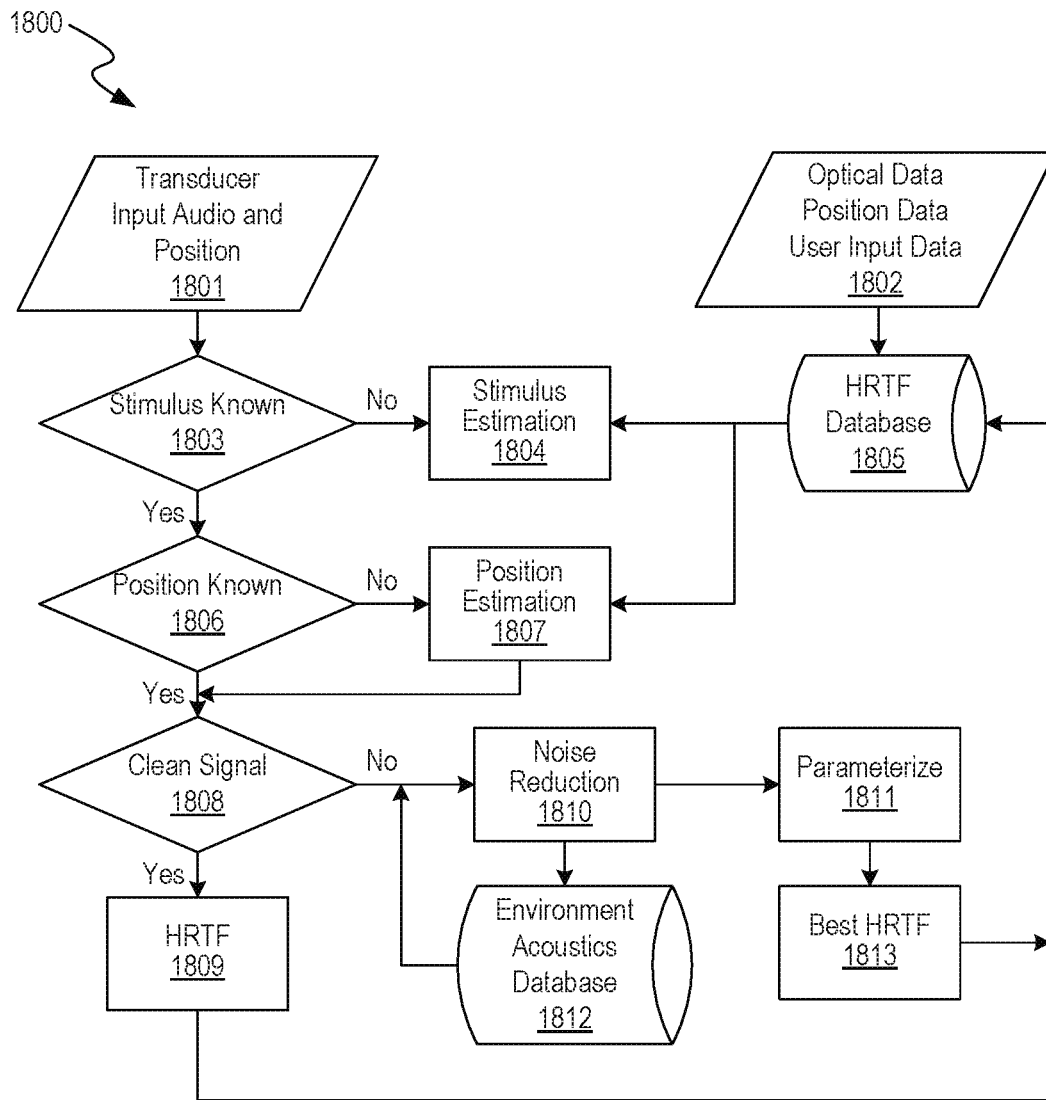 1800
Transducer
Input Audio and
Position
1801
Optical Data
Position Data
User Input Data
1802
Stimulus Known
1803
No
Stimulus
Estimation
1804
HRTF
Database
1805
Yes
Position Known
1806
No
Position
Estimation
1807
Yes
Clean Signal
1808
No
Noise
Reduction
1810
Parameterize
1811
Yes
HRTF
1809
Environment
Acoustics
Database
1812
Best HRTF
1813